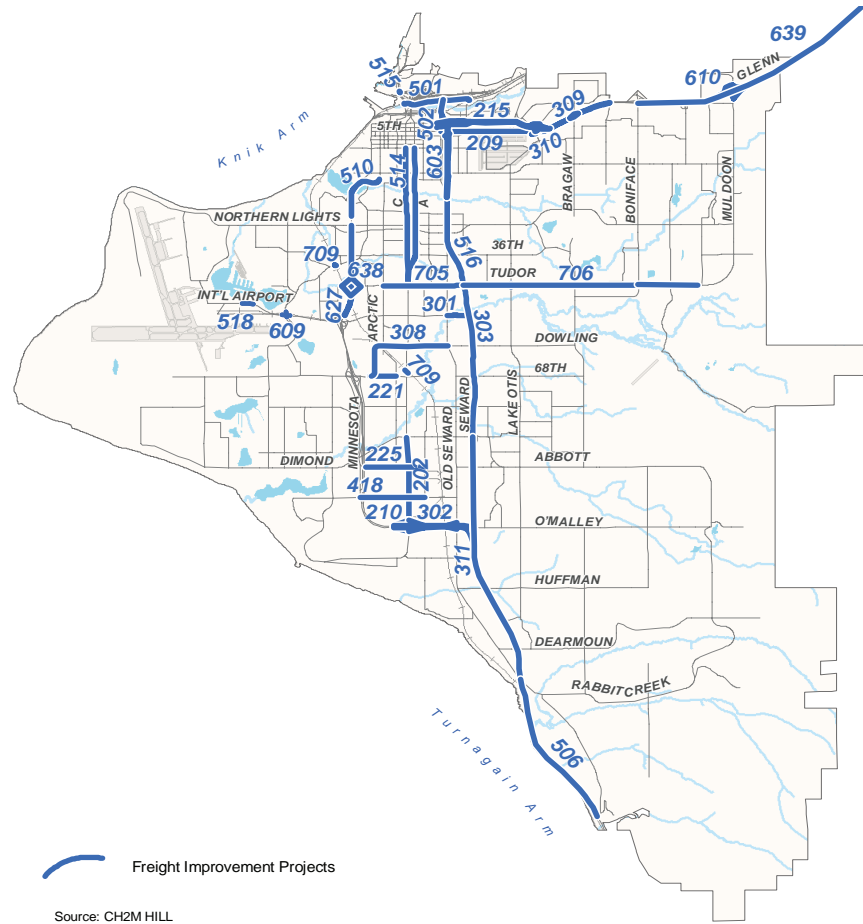 639
610
GLENN
515
501
215
309
5TH
502
209
310
Knik Arm
603
510
514
C
A
BRAGAW
BONIFACE
MULDOON
NORTHERN LIGHTS
516
36TH
709
638
705
TUDOR
706
INT'L AIRPORT
518
609
627
ARCTIC
301
303
308
DOWLING
709
68TH
221
MINNESOTA
OLD SEWARD
SEWARD
LAKE OTIS
DIMOND
225
202
ABBOTT
418
210
302
O'MALLEY
311
HUFFMAN
DEARMOUN
RABBITCREEK
Turnagain Arm
506
Freight Improvement Projects
Source: CH2M HILL